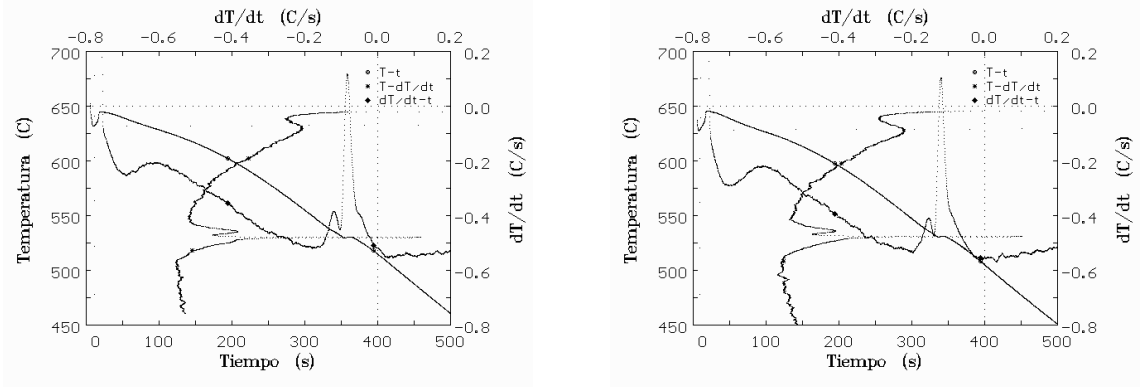 dT/dt (C/s)
-0.8 -0.6 -0.4 -0.2 -0.0 0.2
700 650 600 550 500 450
Temperatura (C)
T-t
T-dT/dt
dT/dt-t
0.2 0.0 -0.2 -0.4 -0.6 -0.8
dT/dt (C/s)
0 100 200 300 400 500
Tiempo (s)
dT/dt (C/s)
-0.8 -0.6 -0.4 -0.2 -0.0 0.2
700 650 600 550 500 450
Temperatura (C)
T-t
T-dT/dt
dT/dt-t
0.2 0.0 -0.2 -0.4 -0.6 -0.8
dT/dt (C/s)
0 100 200 300 400 500
Tiempo (s)